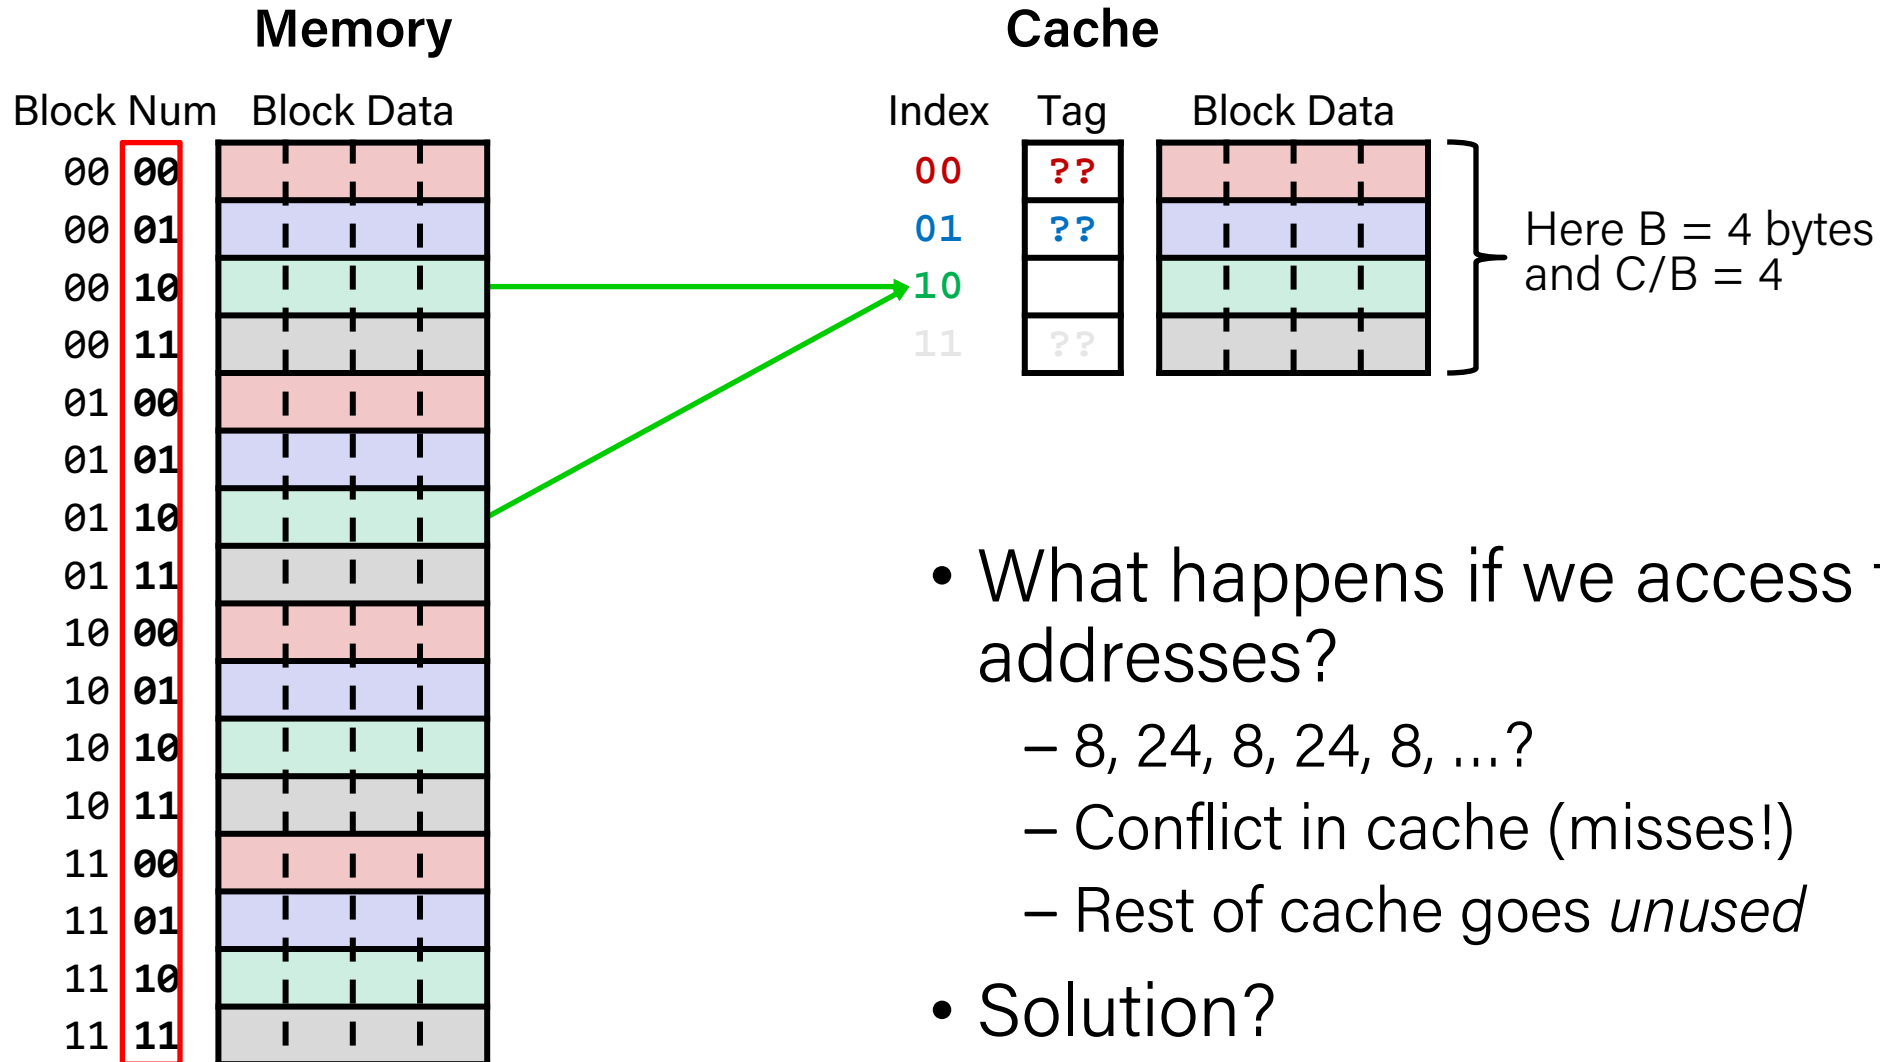 Memory
Cache
Block Num Block Data
Index Tag Block Data
00 00
00 01
00 10
00 11
01 00
01 01
01 10
01 11
10 00
10 01
10 10
10 11
11 00
11 01
11 10
11 11
00 ??
01 ??
10
11 ??
Here B = 4 bytes
and C/B = 4
• What happens if we access
addresses?
– 8, 24, 8, 24, 8, …?
– Conflict in cache (misses!)
– Rest of cache goes unused
• Solution?